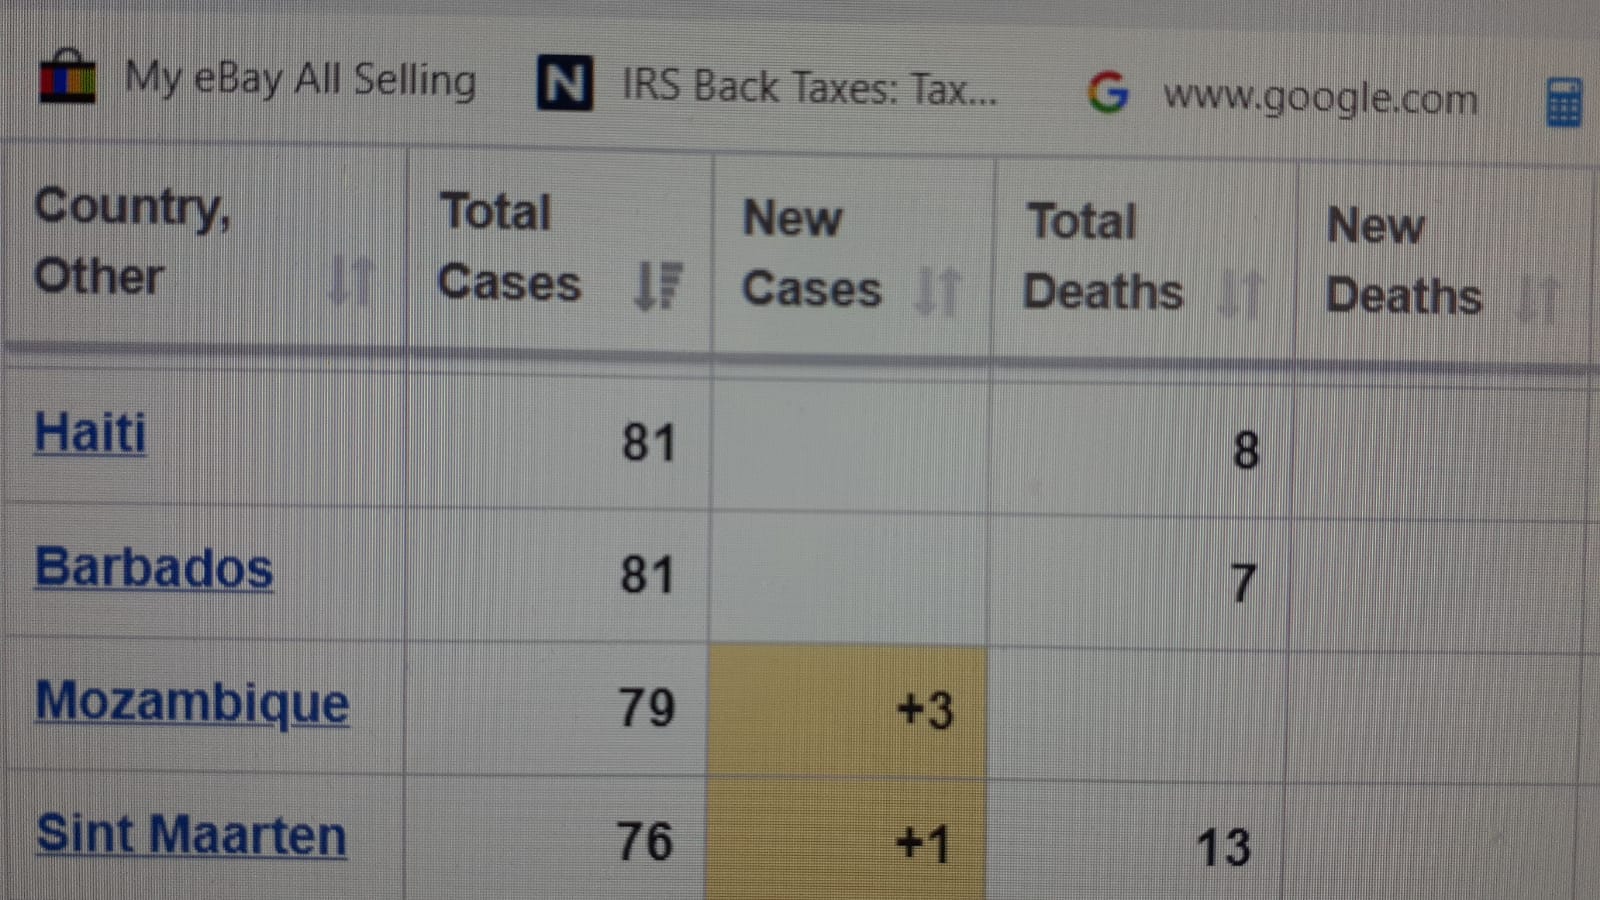 My eBay All Selling N IRS Back Taxes: Tax... G www.google.com
Country, Other Total Cases New Cases Total Deaths New Deaths
Haiti 81 8
Barbados 81 7
Mozambique 79 +3
Sint Maarten 76 +1 13